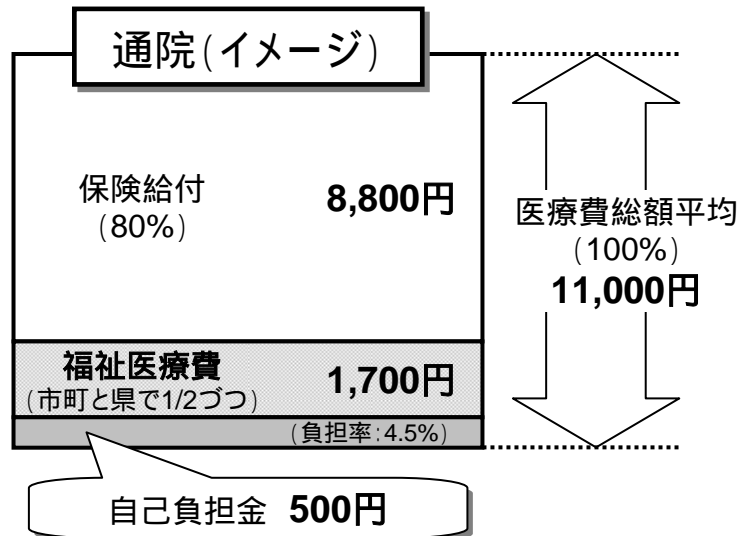 通院(イメージ)
保険給付 8,800円
(80%)
医療費総額平均
(100%)
11,000円
福祉医療費 1,700円
(市町と県で1/2づつ)
(負担率:4.5%)
自己負担金 500円